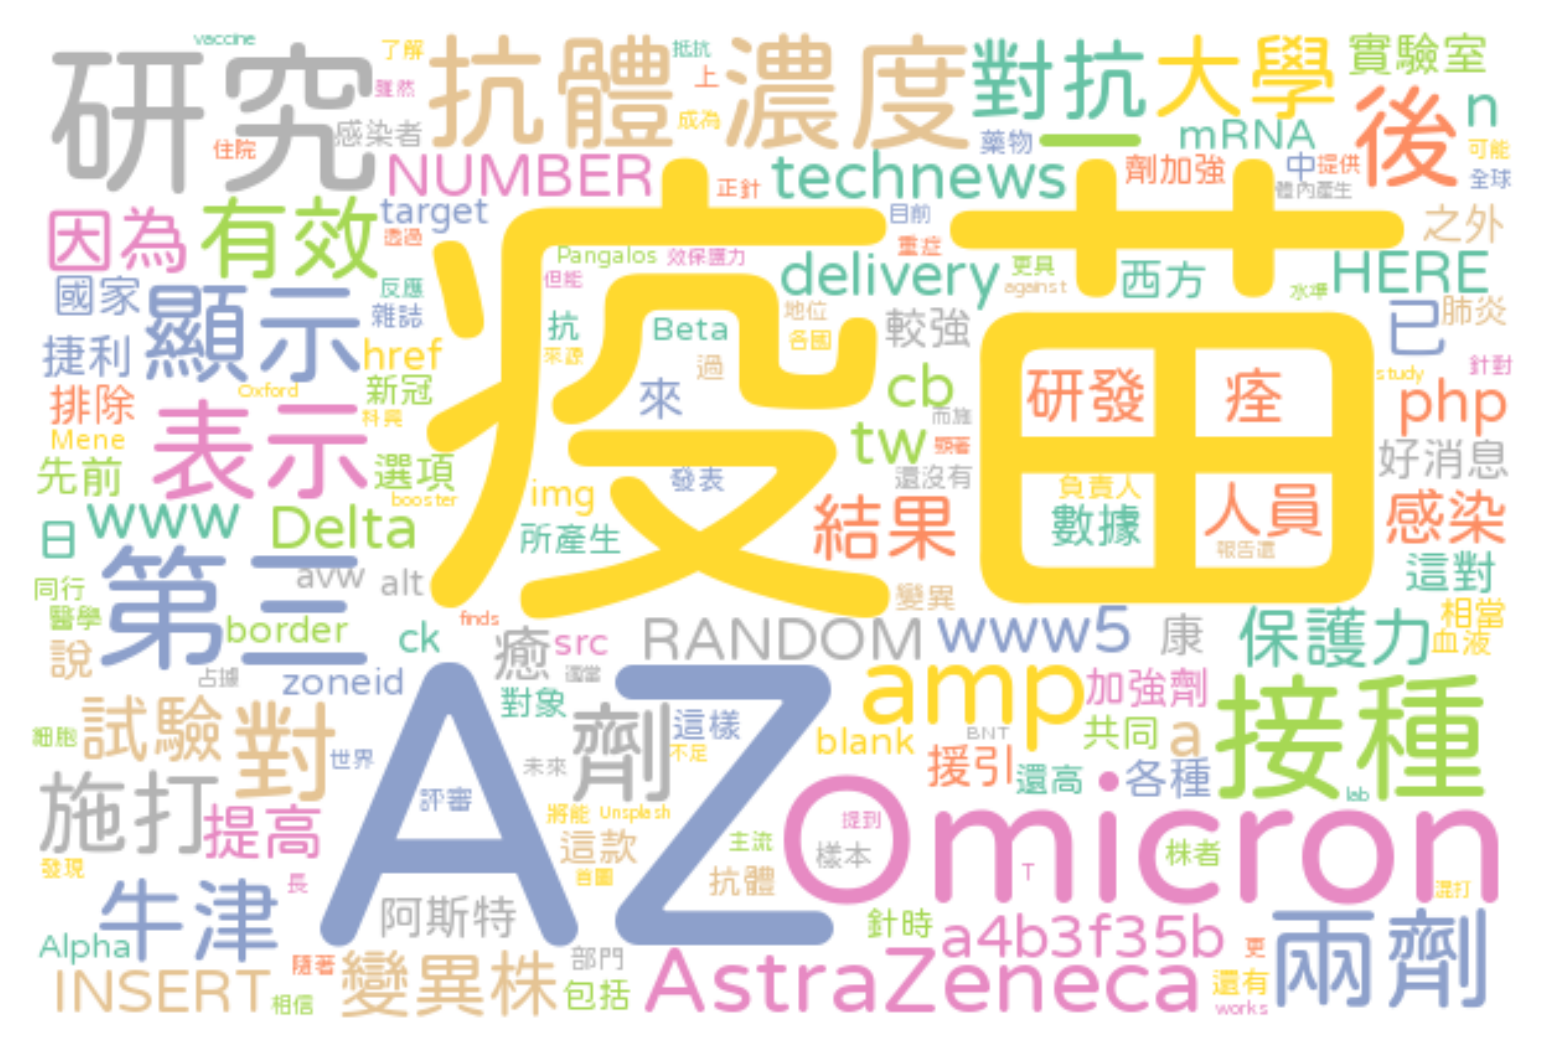 vaccine
研究
了解
雖然
抗體濃度
抵抗
上
成為
對抗
一
大學
實驗室
後
n
住院
感染者
NUMBER
正針
technews
藥物
mRNA
劑加強
中
提供
體內產生
可能
全球
因為
有效
target
透過
疫苗
目前
重症
之外
Pangalos
效保護力
但能
delivery
更具
against
西方
HERE
水準
國家
顯示
反應
雜誌
抗
Beta
地位
各國
較強
已
肺炎
捷利
href
來源
過
針對
Oxford
新冠
來
cb
研發
痊
study
排除
表示
科興
而施
php
Mene
tw
顯著
先前
選項
發表
還沒有
好消息
booster
img
負責人
人員
日
www
Delta
所產生
結果
數據
報告還
感染
第三
avw
alt
變異
這對
同行
醫學
border
ck
finds
癒
src
RANDOM
www5
康
保護力
相當
血液
說
占據
zoneid
對象
AZ
amp
加強劑
接種
試驗
對
劑
這樣
blank
BNT
共同
a
細胞
世界
未來
不足
援引
還高
各種
lab
施打
提高
評審
將能
Unsplash
這款
主流
Omicron
提到
樣本
株者
發現
長
首圖
抗體
T
混打
牛津
阿斯特
針時
a4b3f35b
更
兩劑
Alpha
INSERT
隨著
相信
變異株
部門
包括
AstraZeneca
還有
works